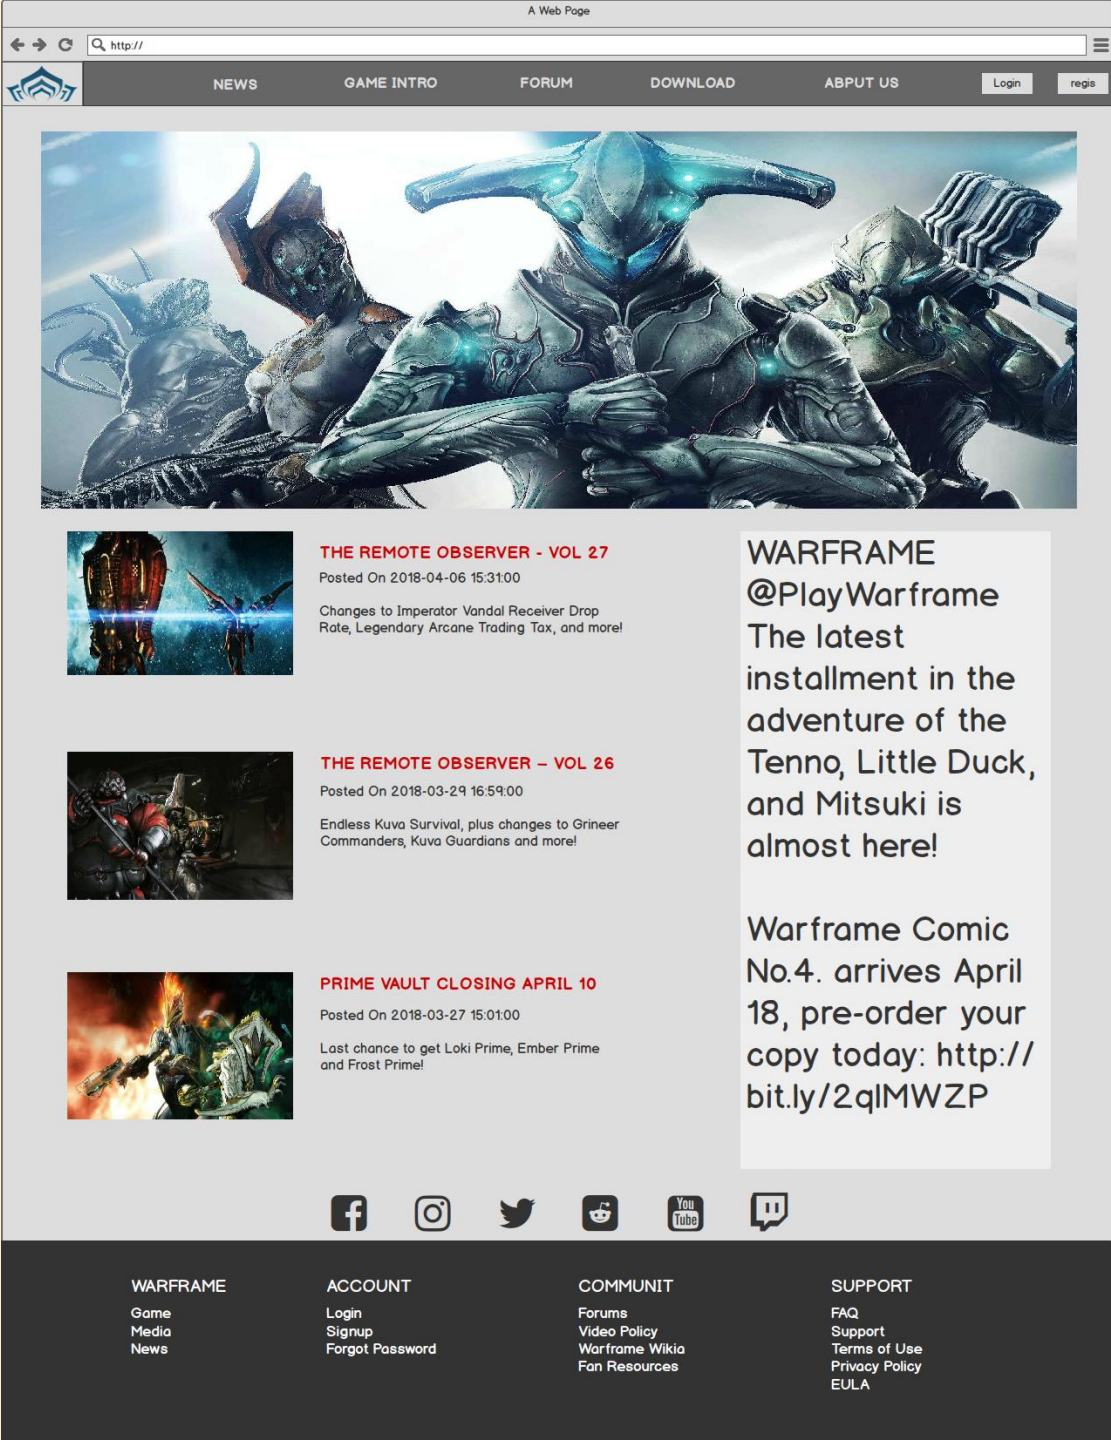 A Web Page
http://
NEWS
GAME INTRO
FORUM
DOWNLOAD
ABPUT US
Login
regis
THE REMOTE OBSERVER - VOL 27
Posted On 2018-04-06 15:31:00
Changes to Imperator Vandal Receiver Drop
Rate, Legendary Arcane Trading Tax, and more!
THE REMOTE OBSERVER – VOL 26
Posted On 2018-03-29 16:59:00
Endless Kuva Survival, plus changes to Grineer
Commanders, Kuva Guardians and more!
PRIME VAULT CLOSING APRIL 10
Posted On 2018-03-27 15:01:00
Last chance to get Loki Prime, Ember Prime
and Frost Prime!
WARFRAME
@PlayWarframe
The latest
installment in the
adventure of the
Tenno, Little Duck,
and Mitsuki is
almost here!
Warframe Comic
No.4. arrives April
18, pre-order your
copy today: http://
bit.ly/2qlMWZP
You
Tube
WARFRAME
Game
Media
News
ACCOUNT
Login
Signup
Forgot Password
COMMUNIT
Forums
Video Policy
Warframe Wikia
Fan Resources
SUPPORT
FAQ
Support
Terms of Use
Privacy Policy
EULA